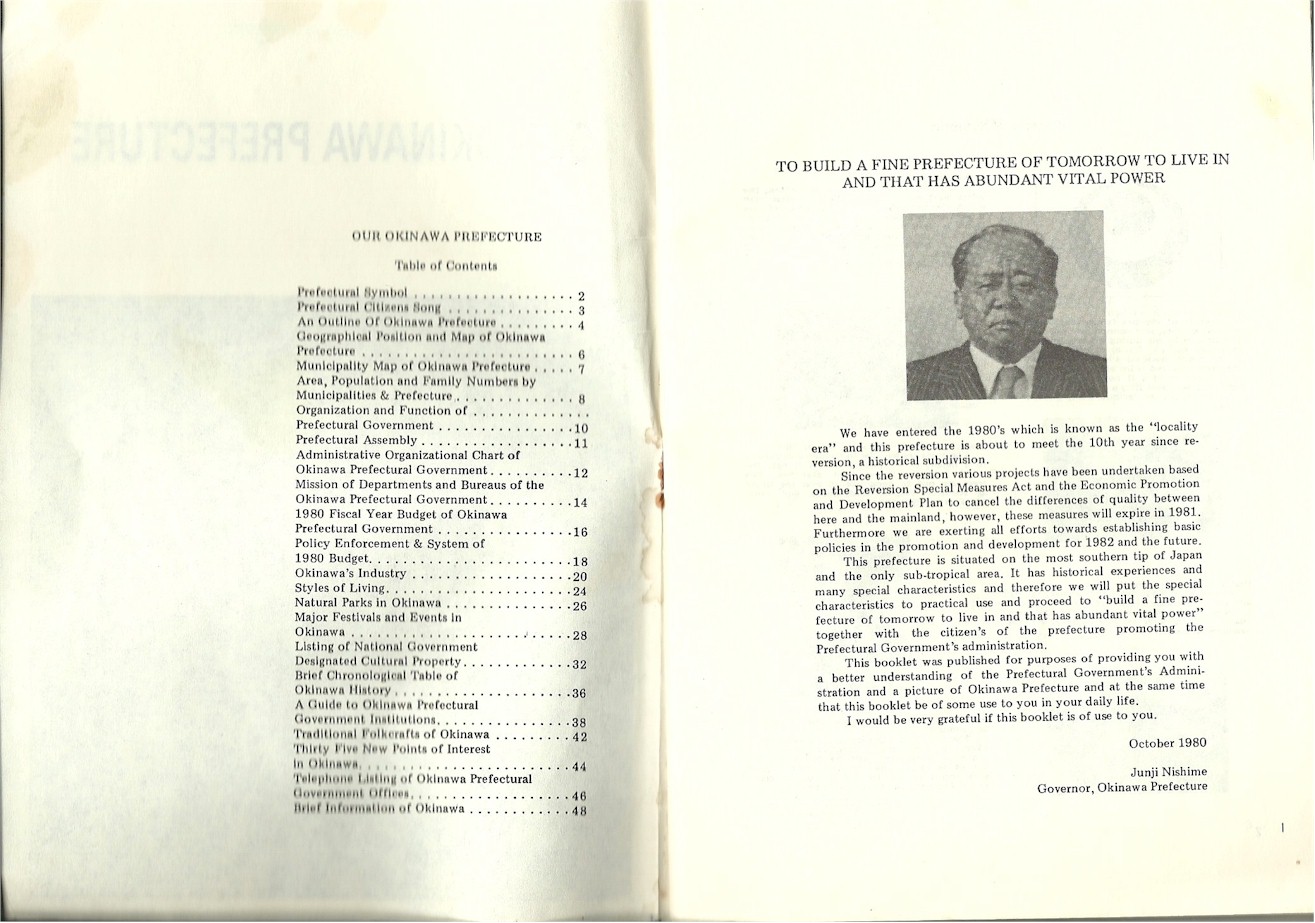 OKINAWA PREFECTURE
OUR OKINAWA PREFECTURE
Table of Contents
Prefectural Symbol . . . . . . . . . . . . . . . . . . . 2
Prefectural Citizens Song . . . . . . . . . . . . . . . 3
An Outline Of Okinawa Prefecture . . . . . . . . . 4
Geographical Position and Map of Okinawa
Prefecture . . . . . . . . . . . . . . . . . . . . . . . . . 6
Municipality Map of Okinawa Prefecture . . . . . 7
Area, Population and Family Numbers by
Municipalities & Prefecture . . . . . . . . . . . . . . 8
Organization and Function of . . . . . . . . . . . .
Prefectural Government . . . . . . . . . . . . . . . .10
Prefectural Assembly . . . . . . . . . . . . . . . . . .11
Administrative Organizational Chart of
Okinawa Prefectural Government . . . . . . . . . .12
Mission of Departments and Bureaus of the
Okinawa Prefectural Government . . . . . . . . . .14
1980 Fiscal Year Budget of Okinawa
Prefectural Government . . . . . . . . . . . . . . . .16
Policy Enforcement & System of
1980 Budget. . . . . . . . . . . . . . . . . . . . . . . .18
Okinawa's Industry . . . . . . . . . . . . . . . . . . .20
Styles of Living. . . . . . . . . . . . . . . . . . . . . .24
Natural Parks in Okinawa . . . . . . . . . . . . . . .26
Major Festivals and Events in
Okinawa . . . . . . . . . . . . . . . . . . . . . . . . . .28
Listing of National Government
Designated Cultural Property. . . . . . . . . . . . .32
Brief Chronological Table of
Okinawa History . . . . . . . . . . . . . . . . . . . . .36
A Guide to Okinawa Prefectural
Government Institutions. . . . . . . . . . . . . . . .38
Traditional Folkcrafts of Okinawa . . . . . . . . .42
Thirty Five New Points of Interest
in Okinawa. . . . . . . . . . . . . . . . . . . . . . . . .44
Telephone Listing of Okinawa Prefectural
Government Offices. . . . . . . . . . . . . . . . . . .46
Brief Information of Okinawa . . . . . . . . . . . .48
TO BUILD A FINE PREFECTURE OF TOMORROW TO LIVE IN
AND THAT HAS ABUNDANT VITAL POWER
We have entered the 1980's which is known as the "locality
era" and this prefecture is about to meet the 10th year since re-
version, a historical subdivision.
Since the reversion various projects have been undertaken based
on the Reversion Special Measures Act and the Economic Promotion
and Development Plan to cancel the differences of quality between
here and the mainland, however, these measures will expire in 1981.
Furthermore we are exerting all efforts towards establishing basic
policies in the promotion and development for 1982 and the future.
This prefecture is situated on the most southern tip of Japan
and the only sub-tropical area. It has historical experiences and
many special characteristics and therefore we will put the special
characteristics to practical use and proceed to "build a fine pre-
fecture of tomorrow to live in and that has abundant vital power"
together with the citizen's of the prefecture promoting the
Prefectural Government's administration.
This booklet was published for purposes of providing you with
a better understanding of the Prefectural Government's Admini-
stration and a picture of Okinawa Prefecture and at the same time
that this booklet be of some use to you in your daily life.
I would be very grateful if this booklet is of use to you.
October 1980
Junji Nishime
Governor, Okinawa Prefecture
1